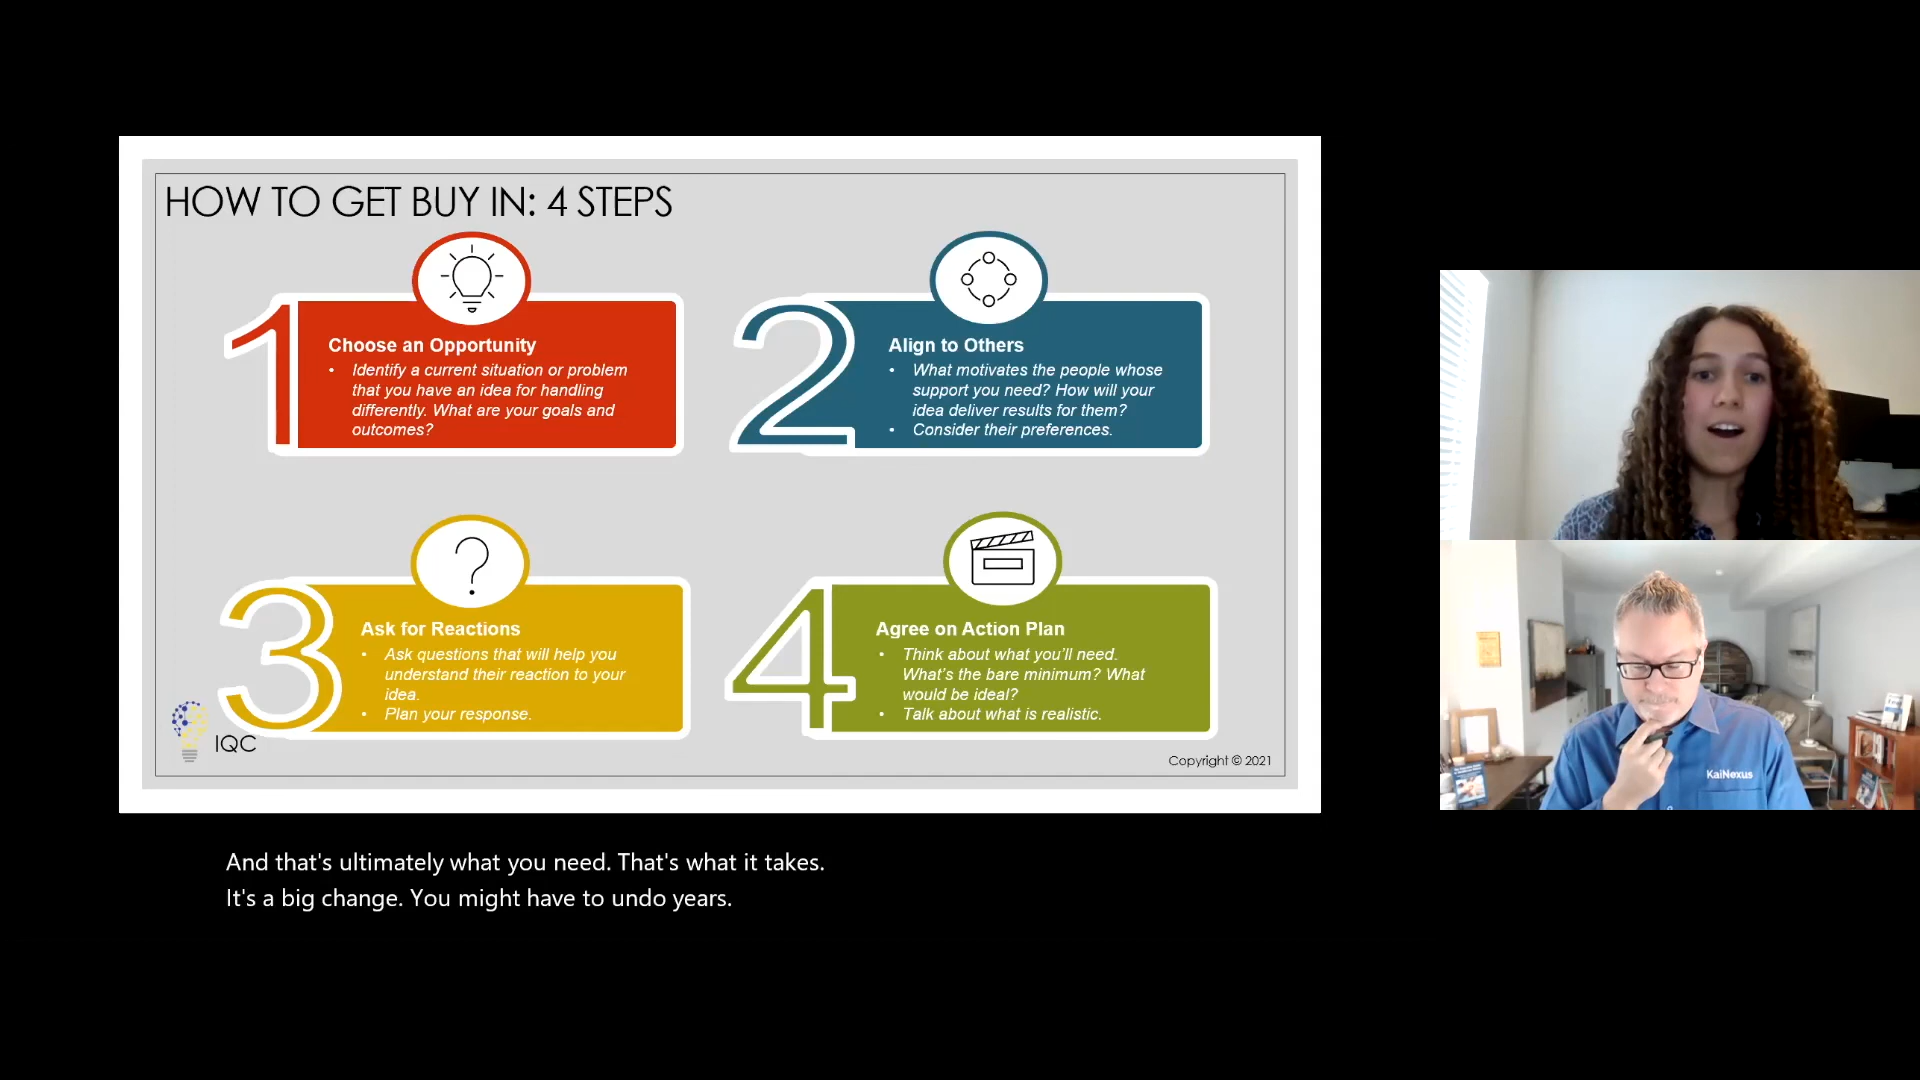 HOW TO GET BUY IN: 4 STEPS
1
Choose an Opportunity
• Identify a current situation or problem
that you have an idea for handling
differently. What are your goals and
outcomes?
2
Align to Others
• What motivates the people whose
support you need? How will your
idea deliver results for them?
• Consider their preferences.
3
?
Ask for Reactions
• Ask questions that will help you
understand their reaction to your
idea.
• Plan your response.
4
Agree on Action Plan
• Think about what you'll need.
What's the bare minimum? What
would be ideal?
• Talk about what is realistic.
IQC
Copyright © 2021
KaiNexus
And that's ultimately what you need. That's what it takes.
It's a big change. You might have to undo years.